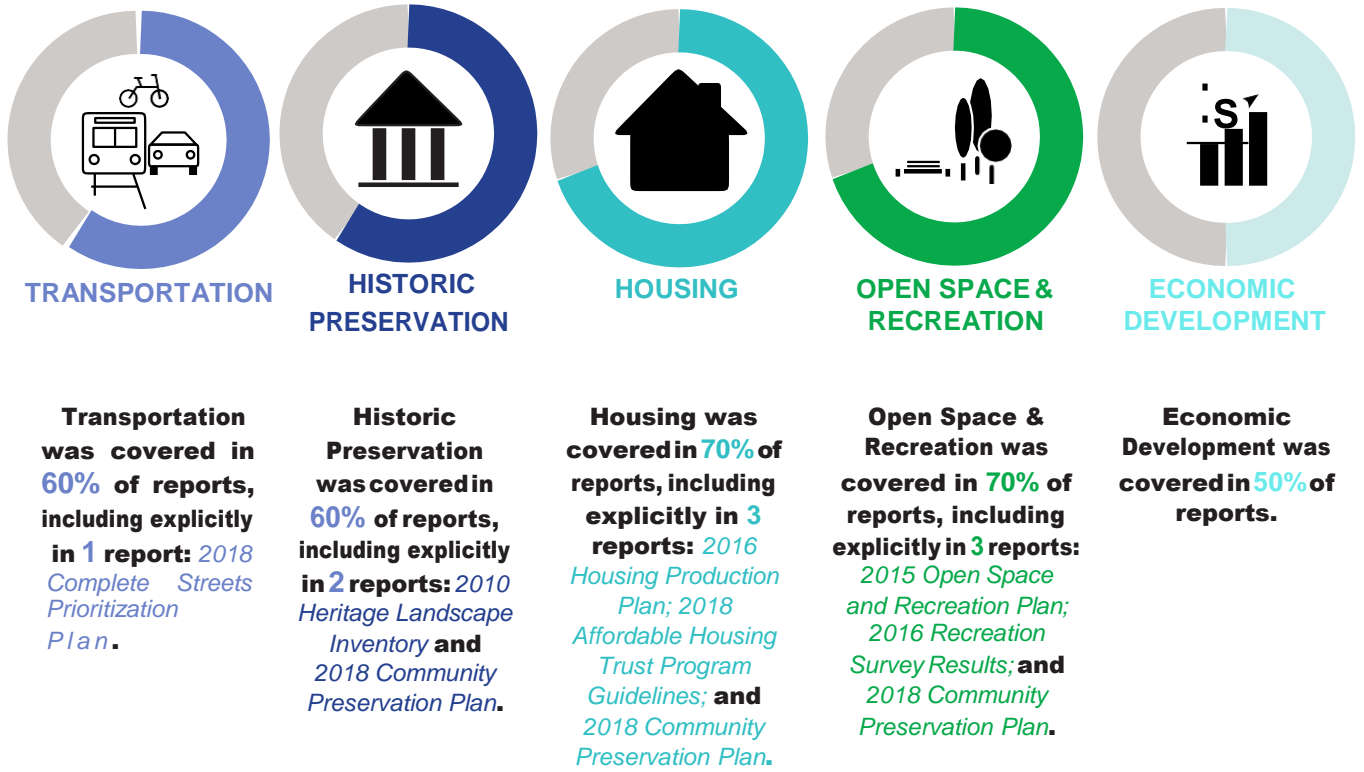 S
TRANSPORTATION
HISTORIC
PRESERVATION
HOUSING
OPEN SPACE &
RECREATION
ECONOMIC
DEVELOPMENT
Transportation
was covered in
60% of reports,
including explicitly
in 1 report: 2018
Complete Streets
Prioritization
Plan.
Historic
Preservation
was covered in
60% of reports,
including explicitly
in 2 reports: 2010
Heritage Landscape
Inventory and
2018 Community
Preservation Plan.
Housing was
covered in 70% of
reports, including
explicitly in 3
reports: 2016
Housing Production
Plan; 2018
Affordable Housing
Trust Program
Guidelines; and
2018 Community
Preservation Plan.
Open Space &
Recreation was
covered in 70% of
reports, including
explicitly in 3 reports:
2015 Open Space
and Recreation Plan;
2016 Recreation
Survey Results; and
2018 Community
Preservation Plan.
Economic
Development was
covered in 50% of
reports.